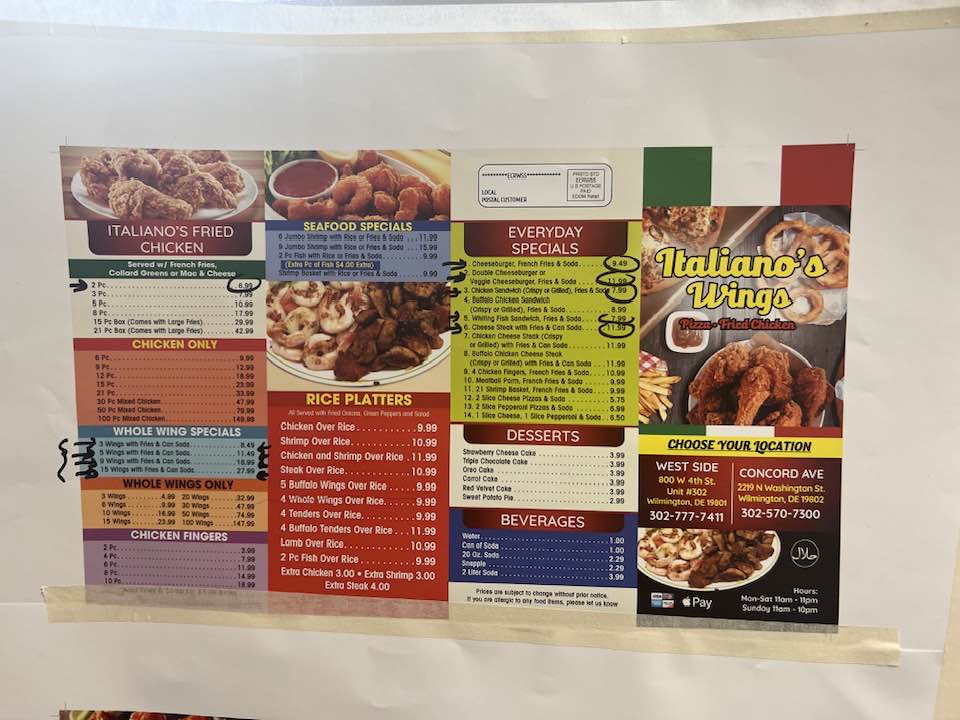 ITALIANO'S FRIED
CHICKEN
Served w/ French Fries,
Collard Greens or Mac & Cheese
2 Pc. 6.99
3 Pc. 7.99
5 Pc. 10.99
8 Pc. 17.99
15 Pc Box (Comes with Large Fries) 29.99
21 Pc Box (Comes with Large Fries) 42.99
CHICKEN ONLY
6 Pc. 9.99
9 Pc. 12.99
12 Pc. 18.99
15 Pc. 23.99
21 Pc. 33.99
30 Pc Mixed Chicken 47.99
50 Pc Mixed Chicken 79.99
100 Pc Mixed Chicken 149.99
WHOLE WING SPECIALS
3 Wings with Fries & Can Soda 8.49
5 Wings with Fries & Can Soda 11.49
9 Wings with Fries & Can Soda 16.99
15 Wings with Fries & Can Soda 27.99
WHOLE WINGS ONLY
3 Wings 4.99 20 Wings 32.99
6 Wings 9.99 30 Wings 49.99
10 Wings 16.99 50 Wings 74.99
15 Wings 23.99 100 Wings 147.99
CHICKEN FINGERS
2 Pc. 3.99
4 Pc. 7.99
6 Pc. 11.99
8 Pc. 14.99
10 Pc. 18.99
SEAFOOD SPECIALS
6 Jumbo Shrimp with Rice or Fries & Soda 11.99
9 Jumbo Shrimp with Rice or Fries & Soda 15.99
2 Pc Fish with Rice or Fries & Soda 9.99
(Extra Pc of Fish $4.00 Extra)
Shrimp Basket with Rice or Fries & Soda 9.99
RICE PLATTERS
All Served with Fried Onions, Green Peppers and Salad
Chicken Over Rice 9.99
Shrimp Over Rice 10.99
Chicken and Shrimp Over Rice 11.99
Steak Over Rice 10.99
5 Buffalo Wings Over Rice 9.99
4 Whole Wings Over Rice 9.99
4 Tenders Over Rice 9.99
4 Buffalo Tenders Over Rice 11.99
Lamb Over Rice 10.99
2 Pc Fish Over Rice 10.99
Extra Chicken 3.00 • Extra Shrimp 3.00
Extra Steak 4.00
*********ECRWSS***********
LOCAL
POSTAL CUSTOMER
PRSTD STD
ECRWSS
U.S POSTAGE
PAID
EDDM Retail
EVERYDAY
SPECIALS
1. Cheeseburger, French Fries & Soda 9.49
2. Double Cheeseburger or
Veggie Cheeseburger, Fries & Soda 11.99
3. Chicken Sandwich (Crispy or Grilled), Fries & Soda 7.99
4. Buffalo Chicken Sandwich
(Crispy or Grilled), Fries & Soda 8.99
5. Whiting Fish Sandwich, Fries & Soda 7.99
6. Cheese Steak with Fries & Can Soda 11.99
7. Chicken Cheese Steak (Crispy
or Grilled) with Fries & Can Soda 11.99
8. Buffalo Chicken Cheese Steak
(Crispy or Grilled) with Fries & Can Soda 11.99
9. 4 Chicken Fingers, French Fries & Soda 10.99
10. Meatball Parm, French Fries & Soda 9.99
11. 21 Shrimp Basket, French Fries & Soda 9.99
12. 2 Slice Cheese Pizzas & Soda 5.75
13. 2 Slice Pepperoni Pizzas & Soda 6.99
14. 1 Slice Cheese, 1 Slice Pepperoni & Soda 6.50
DESSERTS
Strawberry Cheese Cake 3.99
Triple Chocolate Cake 3.99
Oreo Cake 3.99
Carrot Cake 3.99
Red Velvet Cake 3.99
Sweet Potato Pie 2.99
BEVERAGES
Water 1.00
Can of Soda 1.00
20 Oz. Soda 2.29
Snapple 2.29
2 Liter Soda 3.99
Prices are subject to change without prior notice.
If you are allergic to any food items, please let us know
Italiano's
Wings
Pizza - Fried Chicken
CHOOSE YOUR LOCATION
WEST SIDE
800 W 4th St.
Unit #302
Wilmington, DE 19801
302-777-7411
CONCORD AVE
2219 N Washington St.
Wilmington, DE 19802
302-570-7300
حلال
VISA
Pay
Hours:
Mon-Sat 11am - 11pm
Sunday 11am - 10pm